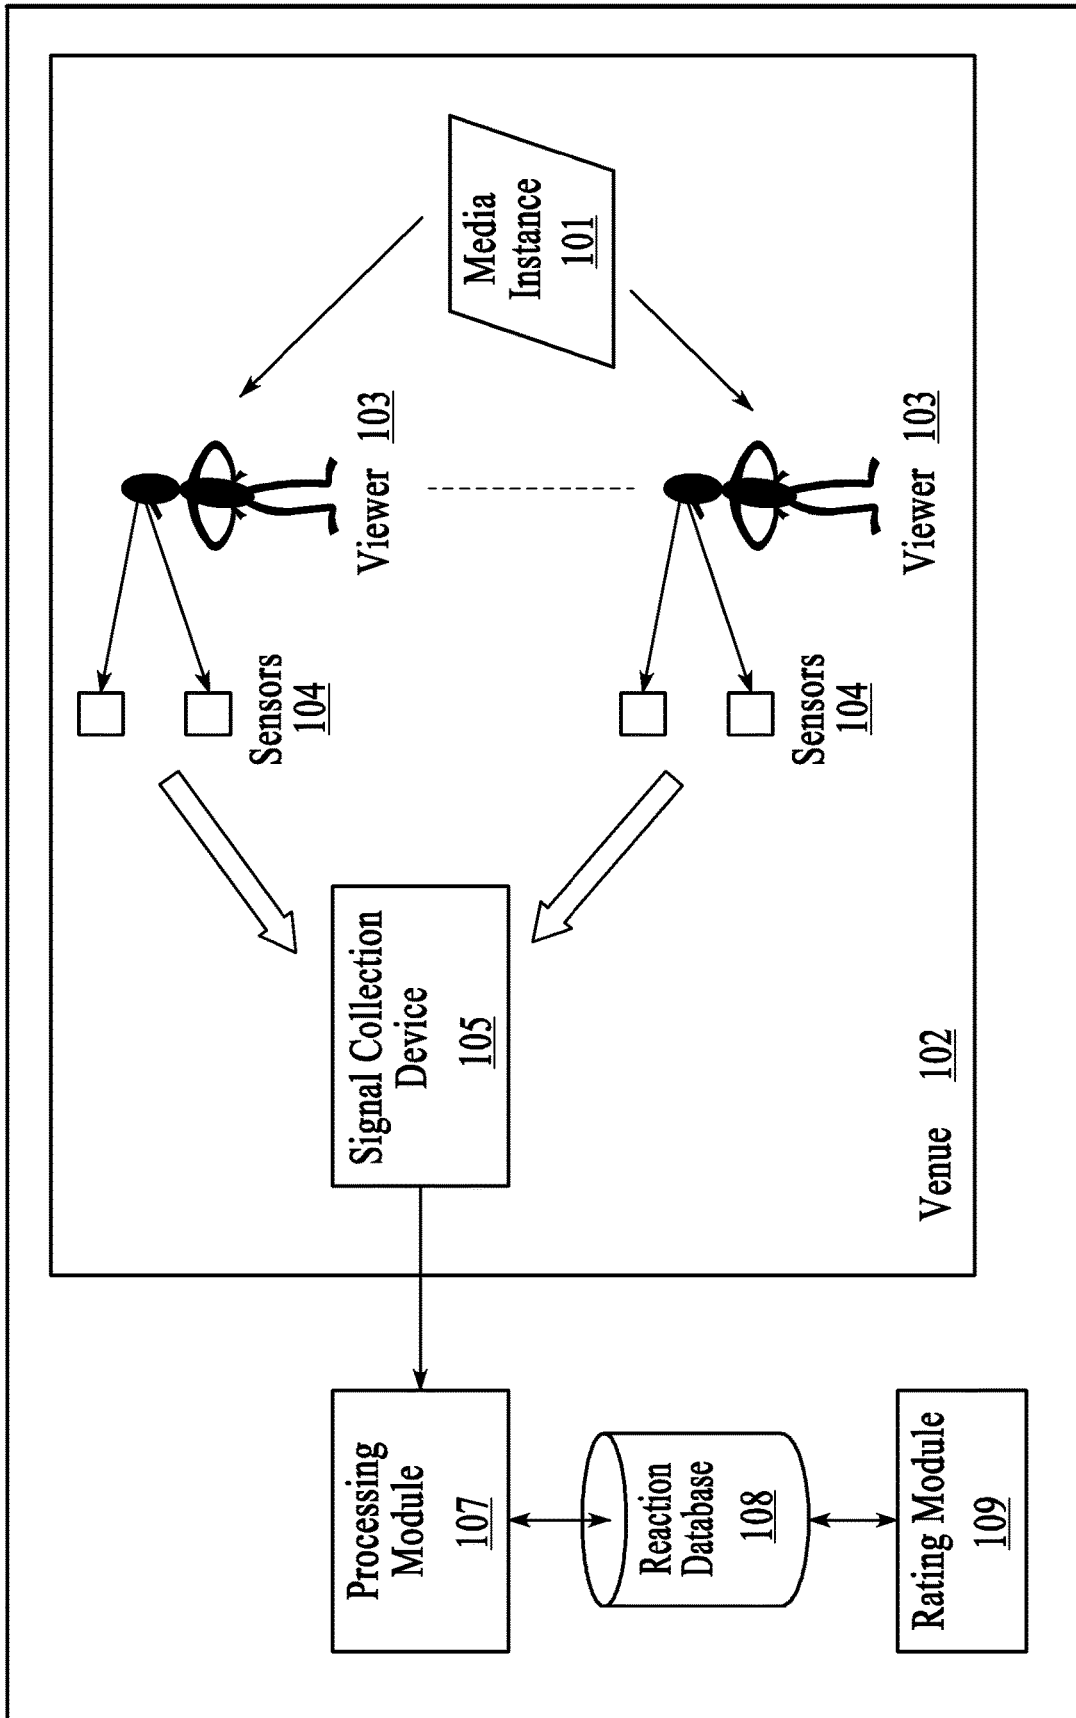 Processing
Module
107
Reaction
Database
108
Rating Module
109
Signal Collection
Device
105
Sensors
104
Viewer 103
Sensors
104
Viewer 103
Media
Instance
101
Venue 102